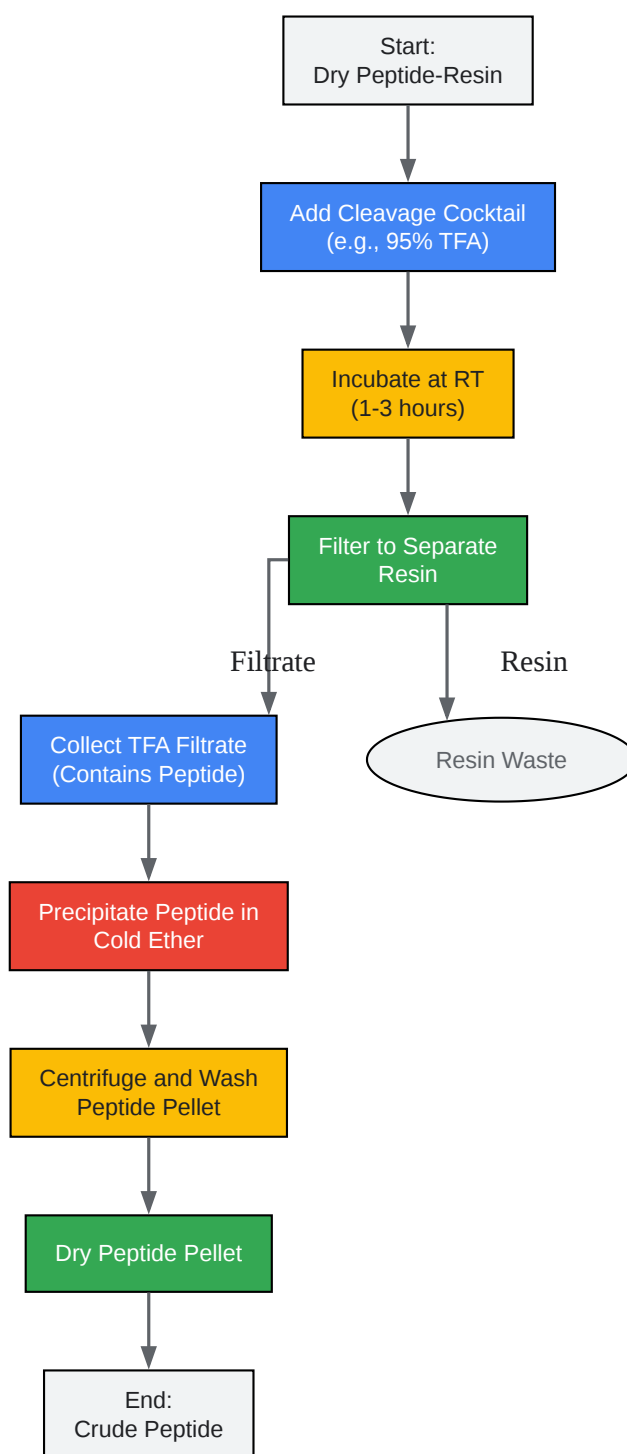 Start:
Dry Peptide-Resin
Add Cleavage Cocktail
(e.g., 95% TFA)
Incubate at RT
(1-3 hours)
Filter to Separate
Resin
Filtrate
Resin
Collect TFA Filtrate
(Contains Peptide)
Resin Waste
Precipitate Peptide in
Cold Ether
Centrifuge and Wash
Peptide Pellet
Dry Peptide Pellet
End:
Crude Peptide